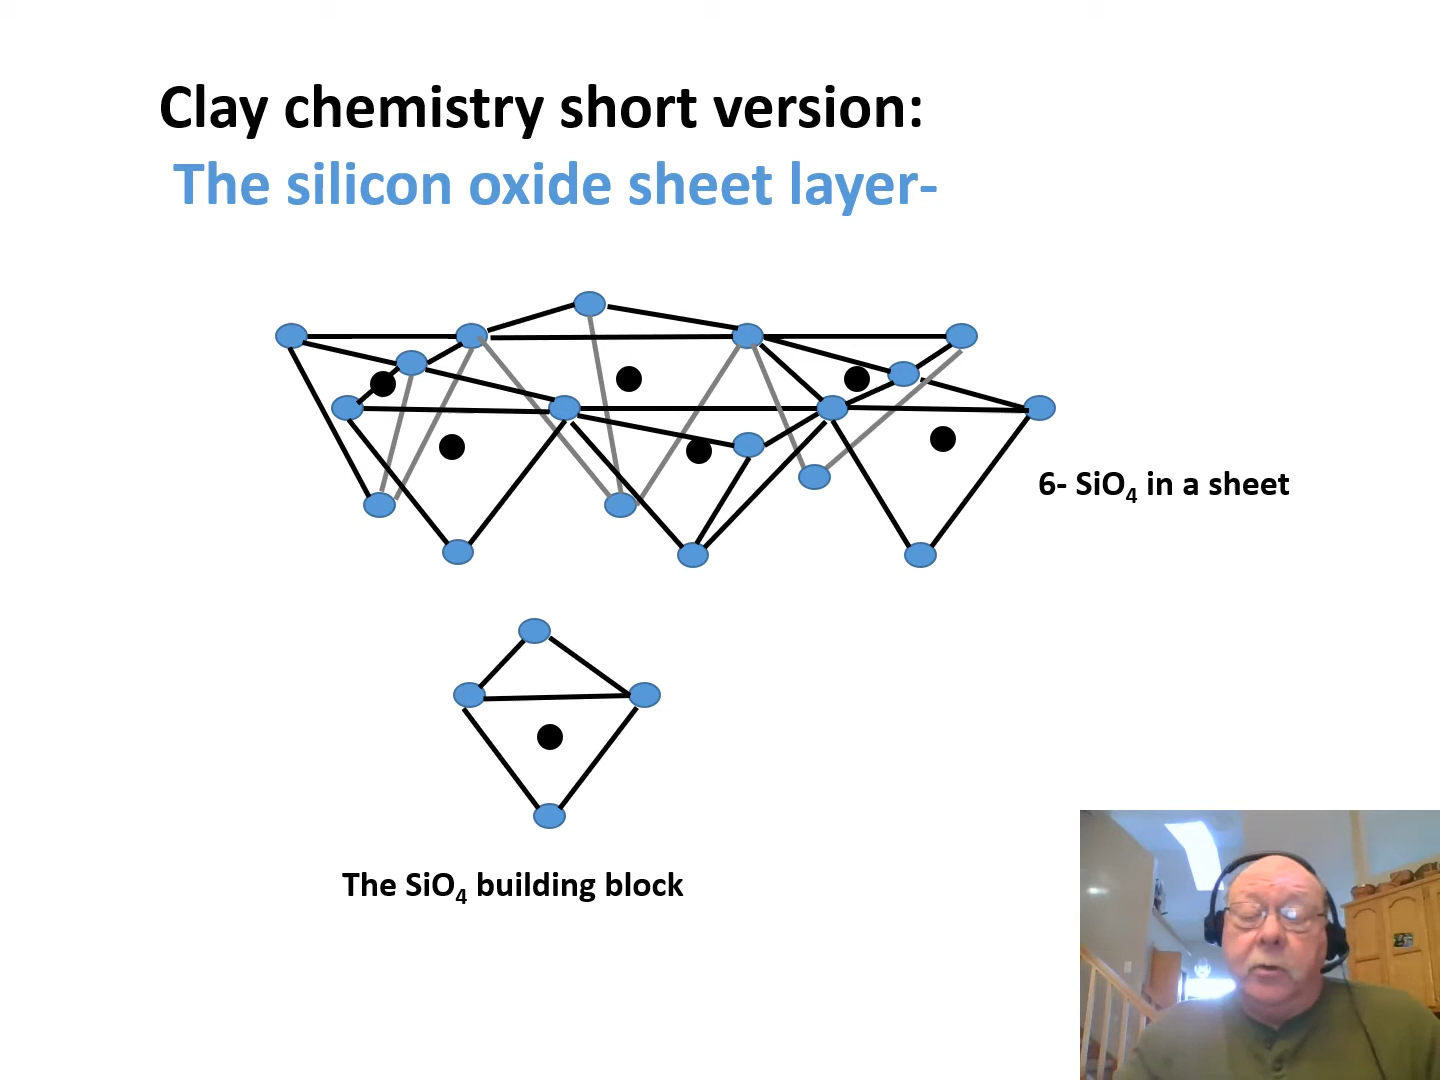 Clay chemistry short version:
The silicon oxide sheet layer-
6- SiO₄ in a sheet
The SiO₄ building block